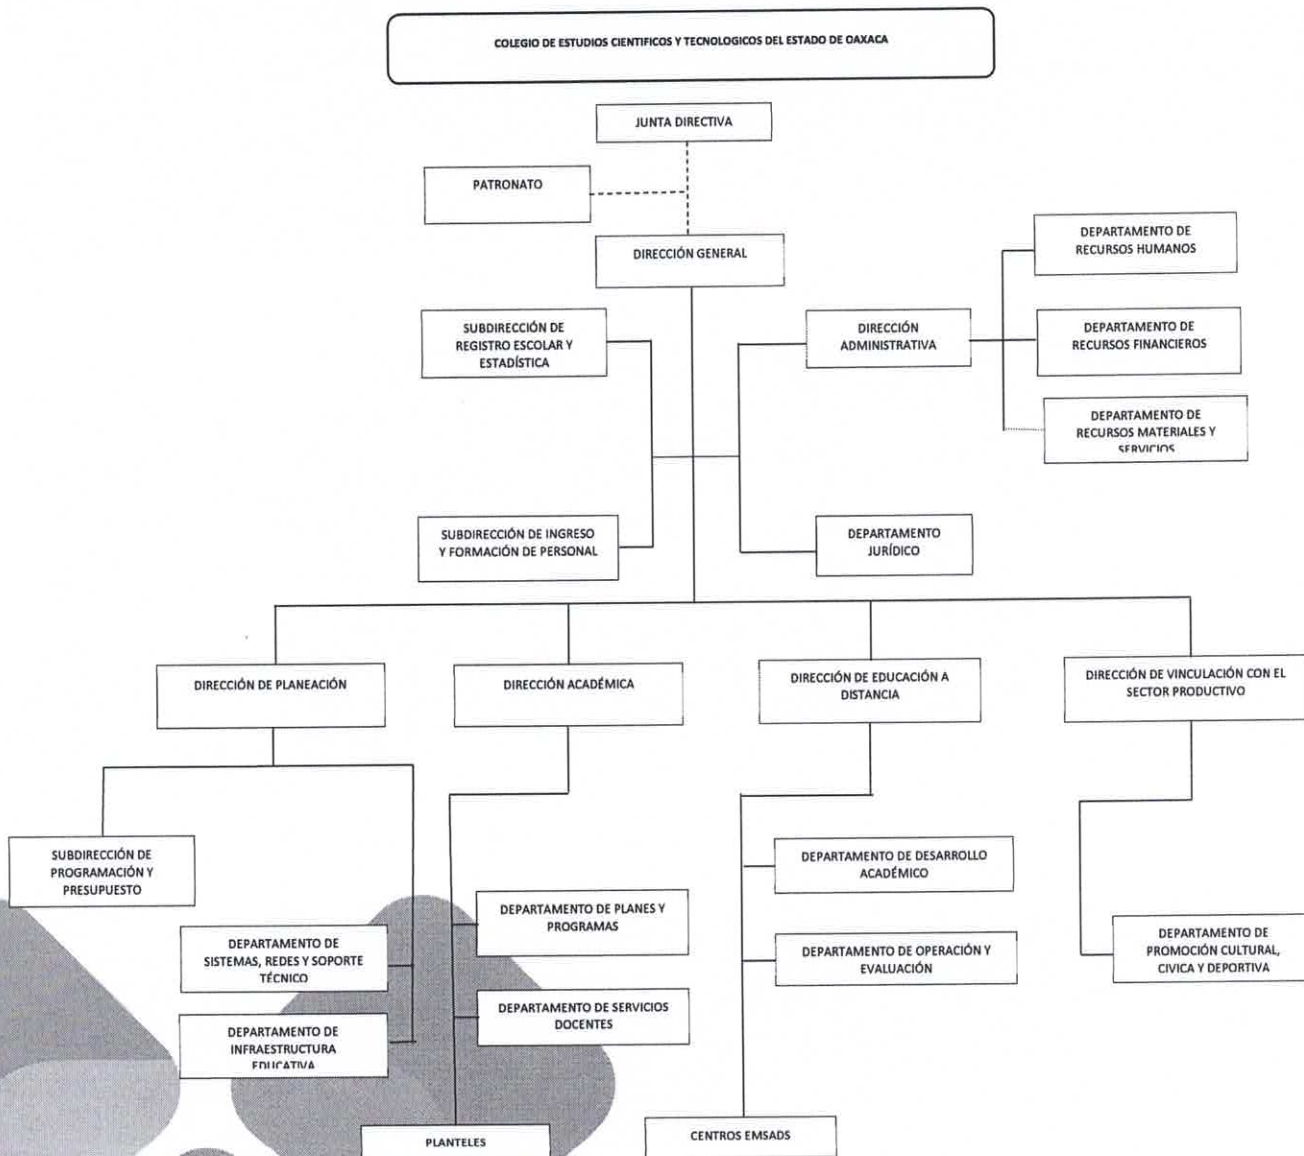 COLEGIO DE ESTUDIOS CIENTIFICOS Y TECNOLOGICOS DEL ESTADO DE OAXACA
JUNTA DIRECTIVA
PATRONATO
DIRECCIÓN GENERAL
DEPARTAMENTO DE
RECURSOS HUMANOS
SUBDIRECCIÓN DE
REGISTRO ESCOLAR Y
ESTADÍSTICA
DIRECCIÓN
ADMINISTRATIVA
DEPARTAMENTO DE
RECURSOS FINANCIEROS
DEPARTAMENTO DE
RECURSOS MATERIALES Y
SERVICIOS
SUBDIRECCIÓN DE INGRESO
Y FORMACIÓN DE PERSONAL
DEPARTAMENTO
JURÍDICO
DIRECCIÓN DE PLANEACIÓN
DIRECCIÓN ACADÉMICA
DIRECCIÓN DE EDUCACIÓN A
DISTANCIA
DIRECCIÓN DE VINCULACIÓN CON EL
SECTOR PRODUCTIVO
SUBDIRECCIÓN DE
PROGRAMACIÓN Y
PRESUPUESTO
DEPARTAMENTO DE
SISTEMAS, REDES Y SOPORTE
TÉCNICO
DEPARTAMENTO DE
INFRAESTRUCTURA
EDUCATIVA
DEPARTAMENTO DE PLANES Y
PROGRAMAS
DEPARTAMENTO DE SERVICIOS
DOCENTES
DEPARTAMENTO DE DESARROLLO
ACADÉMICO
DEPARTAMENTO DE OPERACIÓN Y
EVALUACIÓN
DEPARTAMENTO DE
PROMOCIÓN CULTURAL,
CIVICA Y DEPORTIVA
PLANTELES
CENTROS EMSADS